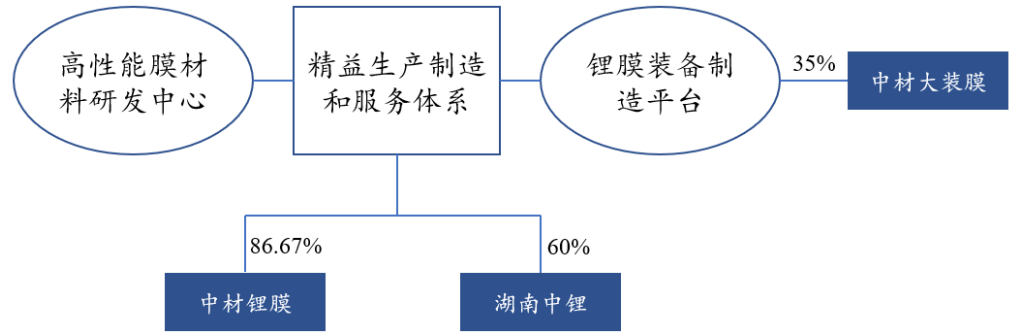 高性能膜材
料研发中心
精益生产制造
和服务体系
锂膜装备制
造平台
35%
中材大装膜
86.67%
60%
中材锂膜
湖南中锂